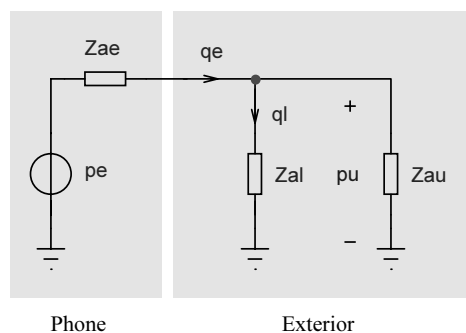 Zae
qe
ql
+
pe
Zal
pu
Zau
−
Phone
Exterior